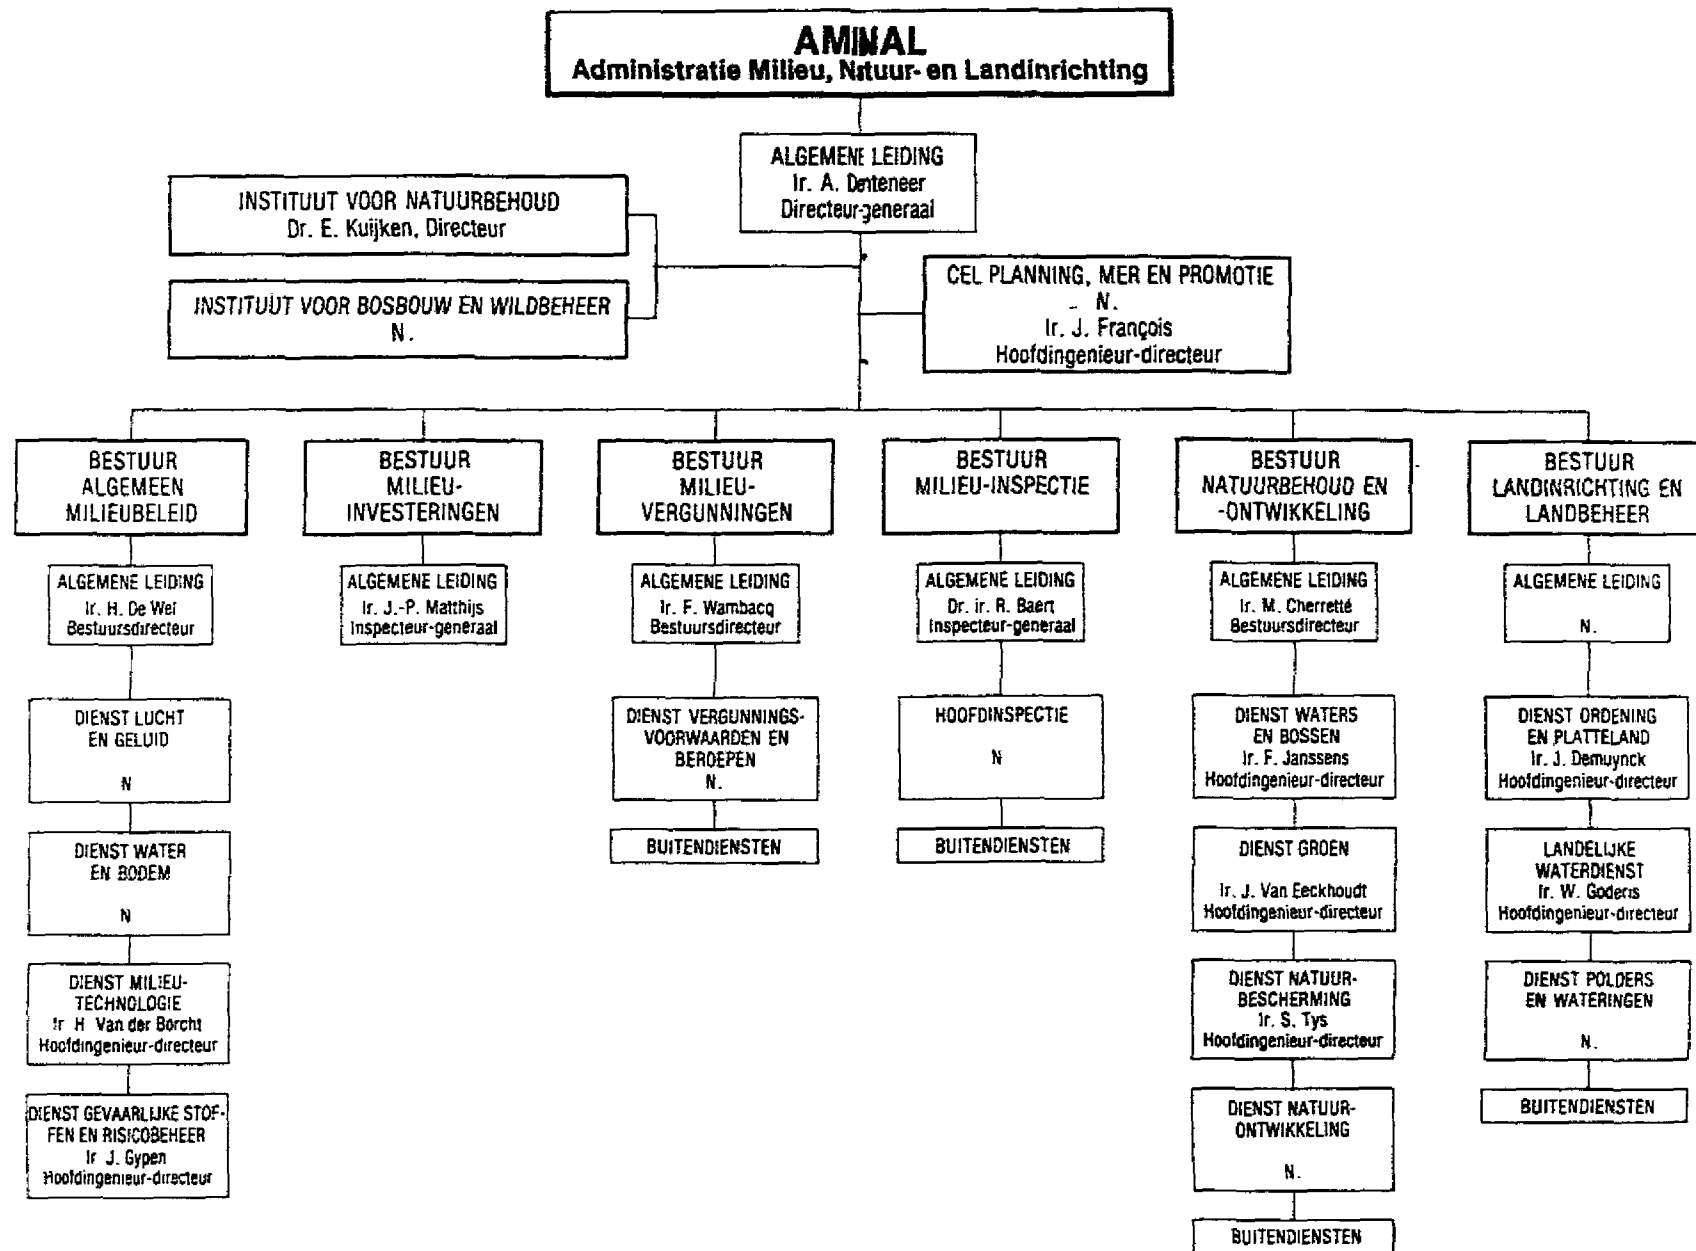 AMINAL
Administratie Milieu, Natuur- en Landinrichting
ALGEMENE LEIDING
Ir. A. Denteneer
Directeur-generaal
INSTITUUT VOOR NATUURBEHOUD
Dr. E. Kuijken, Directeur
INSTITUUT VOOR BOSBOUW EN WILDBEHEER
N.
CEL PLANNING, MER EN PROMOTIE
N.
Ir. J. François
Hoofdingenieur-directeur
BESTUUR
ALGEMEEN
MILIEUBELEID
ALGEMENE LEIDING
Ir. H. De Wel
Bestuursdirecteur
DIENST LUCHT
EN GELUID
N
DIENST WATER
EN BODEM
N
DIENST MILIEU-
TECHNOLOGIE
Ir H Van der Borcht
Hoofdingenieur-directeur
DIENST GEVAARLIJKE STOF-
FEN EN RISICOBEHEER
Ir J. Gypen
Hoofdingenieur-directeur
BESTUUR
MILIEU-
INVESTERINGEN
ALGEMENE LEIDING
Ir. J.-P. Matthijs
Inspecteur-generaal
BESTUUR
MILIEU-
VERGUNNINGEN
ALGEMENE LEIDING
Ir. F. Wambacq
Bestuursdirecteur
DIENST VERGUNNINGS-
VOORWAARDEN EN
BEROEPEN
N.
BUITENDIENSTEN
BESTUUR
MILIEU-INSPECTIE
ALGEMENE LEIDING
Dr. ir. R. Baert
Inspecteur-generaal
HOOFDINSPECTIE
N
BUITENDIENSTEN
BESTUUR
NATUURBEHOUD EN
-ONTWIKKELING
ALGEMENE LEIDING
Ir. M. Cherretté
Bestuursdirecteur
DIENST WATERS
EN BOSSEN
Ir. F. Janssens
Hoofdingenieur-directeur
DIENST GROEN
Ir. J. Van Eeckhoudt
Hoofdingenieur-directeur
DIENST NATUUR-
BESCHERMING
Ir. S. Tys
Hoofdingenieur-directeur
DIENST NATUUR-
ONTWIKKELING
N.
BUITENDIENSTEN
BESTUUR
LANDINRICHTING EN
LANDBEHEER
ALGEMENE LEIDING
N.
DIENST ORDENING
EN PLATTELAND
Ir. J. Demuynck
Hoofdingenieur-directeur
LANDELIJKE
WATERDIENST
Ir. W. Goderis
Hoofdingenieur-directeur
DIENST POLDERS
EN WATERINGEN
N.
BUITENDIENSTEN